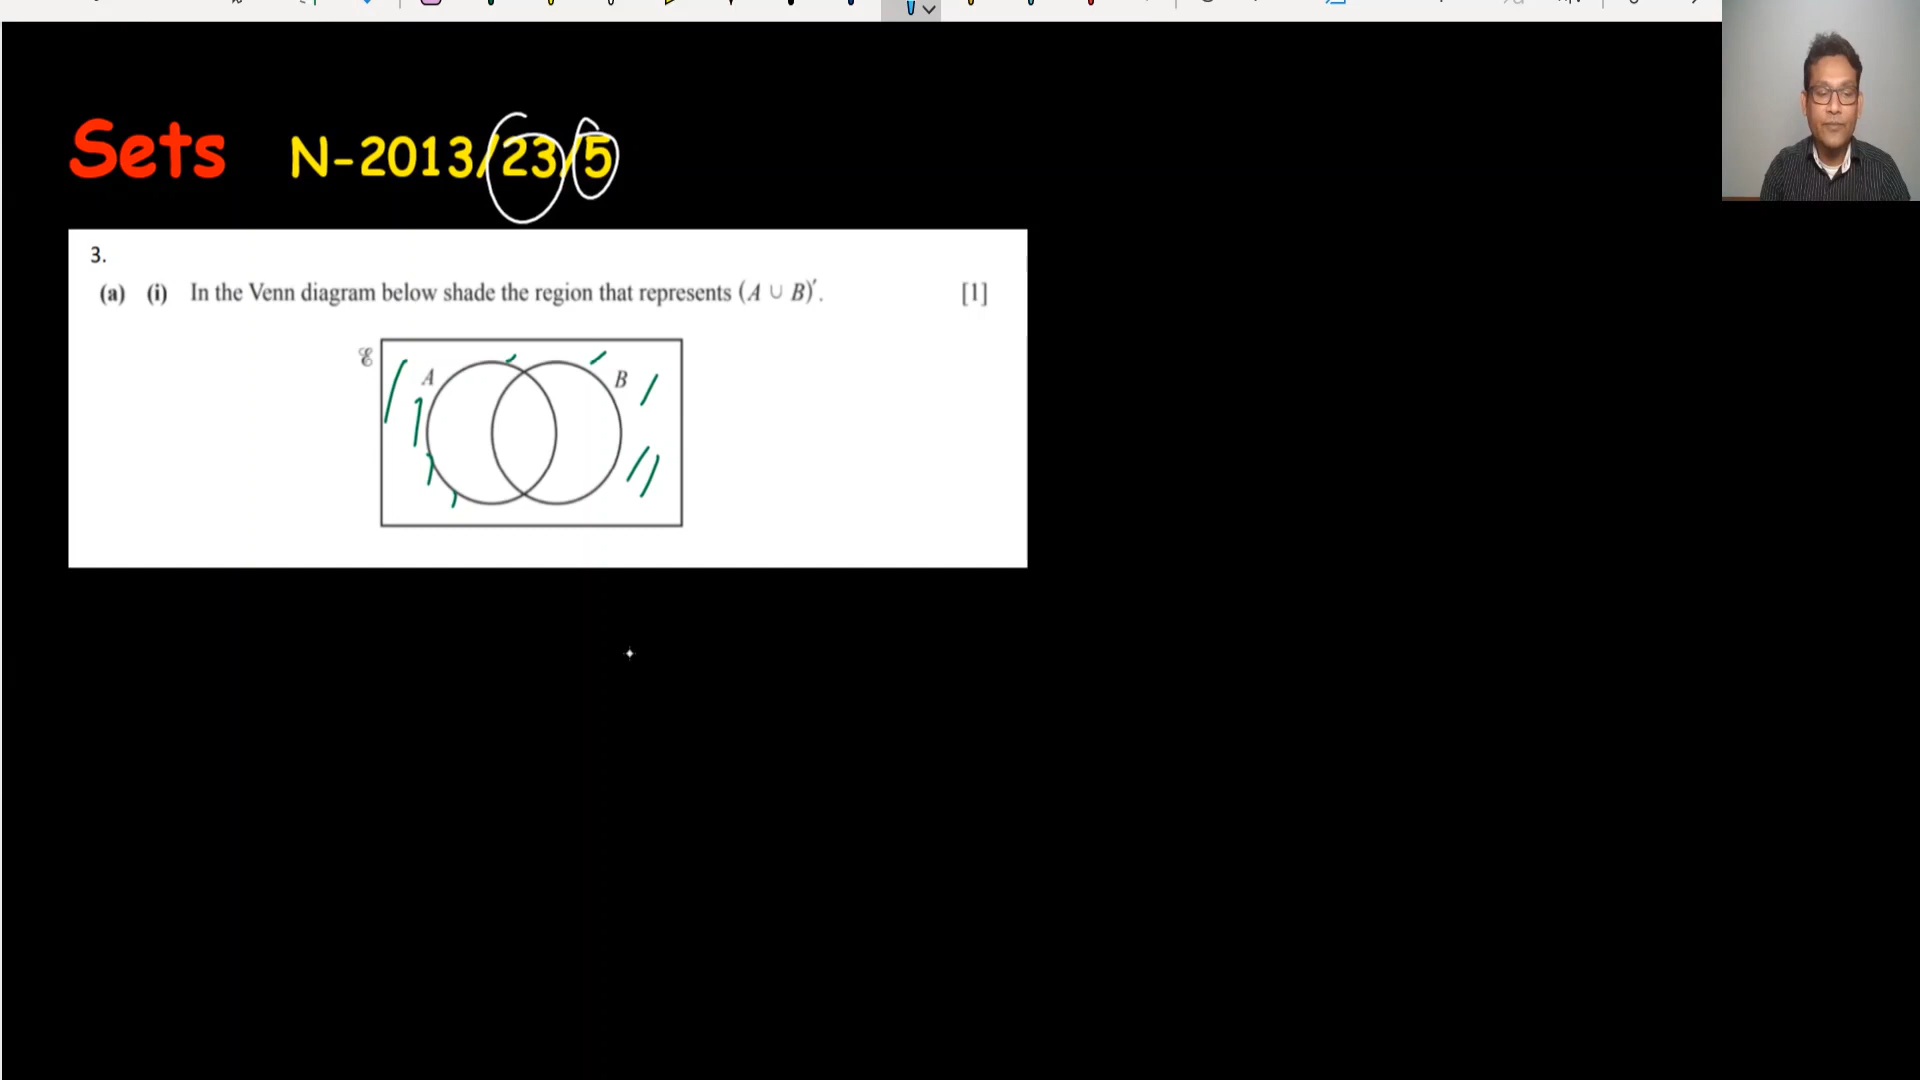 Sets N-2013/23/5
3.
(a) (i) In the Venn diagram below shade the region that represents (A ∪ B)′. [1]
ℰ
A
B